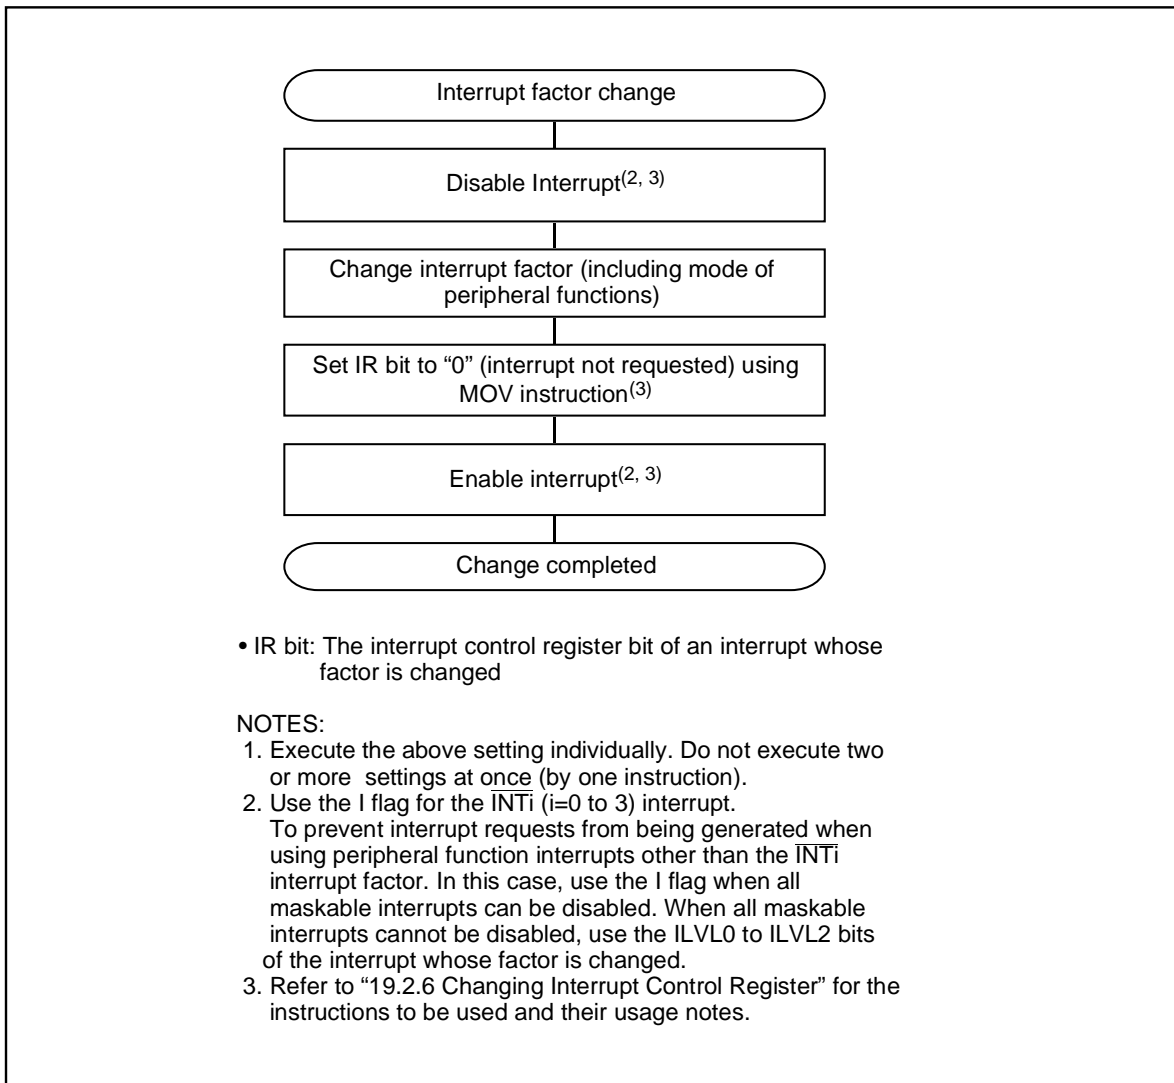 Interrupt factor change
Disable Interrupt(2, 3)
Change interrupt factor (including mode of
peripheral functions)
Set IR bit to “0” (interrupt not requested) using
MOV instruction(3)
Enable interrupt(2, 3)
Change completed
• IR bit: The interrupt control register bit of an interrupt whose
factor is changed
NOTES:
1. Execute the above setting individually. Do not execute two
or more settings at once (by one instruction).
2. Use the I flag for the INTi (i=0 to 3) interrupt.
To prevent interrupt requests from being generated when
using peripheral function interrupts other than the INTi
interrupt factor. In this case, use the I flag when all
maskable interrupts can be disabled. When all maskable
interrupts cannot be disabled, use the ILVL0 to ILVL2 bits
of the interrupt whose factor is changed.
3. Refer to “19.2.6 Changing Interrupt Control Register” for the
instructions to be used and their usage notes.